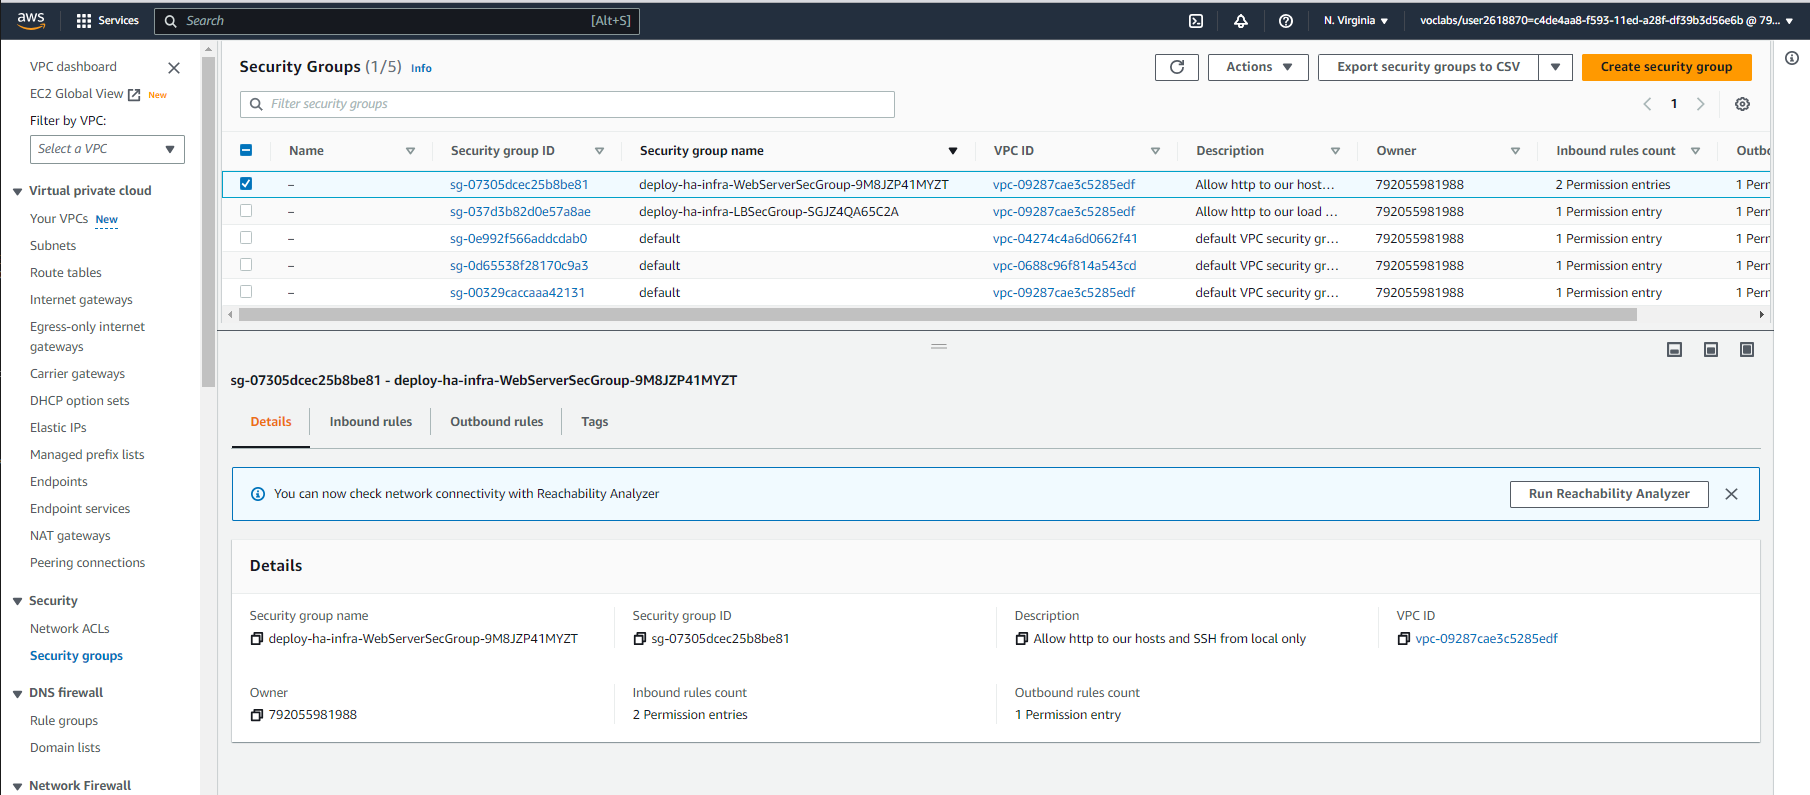 aws
Services
Search
[Alt+S]
N. Virginia
voclabs/user2618870=c4de4aa8-f593-11ed-a28f-df39b3d56e6b @ 79...
VPC dashboard
EC2 Global View New
Filter by VPC:
Select a VPC
Virtual private cloud
Your VPCs New
Subnets
Route tables
Internet gateways
Egress-only internet
gateways
Carrier gateways
DHCP option sets
Elastic IPs
Managed prefix lists
Endpoints
Endpoint services
NAT gateways
Peering connections
Security
Network ACLs
Security groups
DNS firewall
Rule groups
Domain lists
Network Firewall
Security Groups (1/5) Info
Actions
Export security groups to CSV
Create security group
Filter security groups
1
Name Security group ID Security group name VPC ID Description Owner Inbound rules count Outbo
– sg-07305dcec25b8be81 deploy-ha-infra-WebServerSecGroup-9M8JZP41MYZT vpc-09287cae3c5285edf Allow http to our host... 792055981988 2 Permission entries 1 Perr
– sg-037d3b82d0e57a8ae deploy-ha-infra-LBSecGroup-SGJZ4QA65C2A vpc-09287cae3c5285edf Allow http to our load ... 792055981988 1 Permission entry 1 Perr
– sg-0e992f566addcdab0 default vpc-04274c4a6d0662f41 default VPC security gr... 792055981988 1 Permission entry 1 Perr
– sg-0d65538f28170c9a3 default vpc-0688c96f814a543cd default VPC security gr... 792055981988 1 Permission entry 1 Perr
– sg-00329caccaaa42131 default vpc-09287cae3c5285edf default VPC security gr... 792055981988 1 Permission entry 1 Perr
sg-07305dcec25b8be81 - deploy-ha-infra-WebServerSecGroup-9M8JZP41MYZT
Details Inbound rules Outbound rules Tags
You can now check network connectivity with Reachability Analyzer
Run Reachability Analyzer
Details
Security group name
deploy-ha-infra-WebServerSecGroup-9M8JZP41MYZT
Security group ID
sg-07305dcec25b8be81
Description
Allow http to our hosts and SSH from local only
VPC ID
vpc-09287cae3c5285edf
Owner
792055981988
Inbound rules count
2 Permission entries
Outbound rules count
1 Permission entry